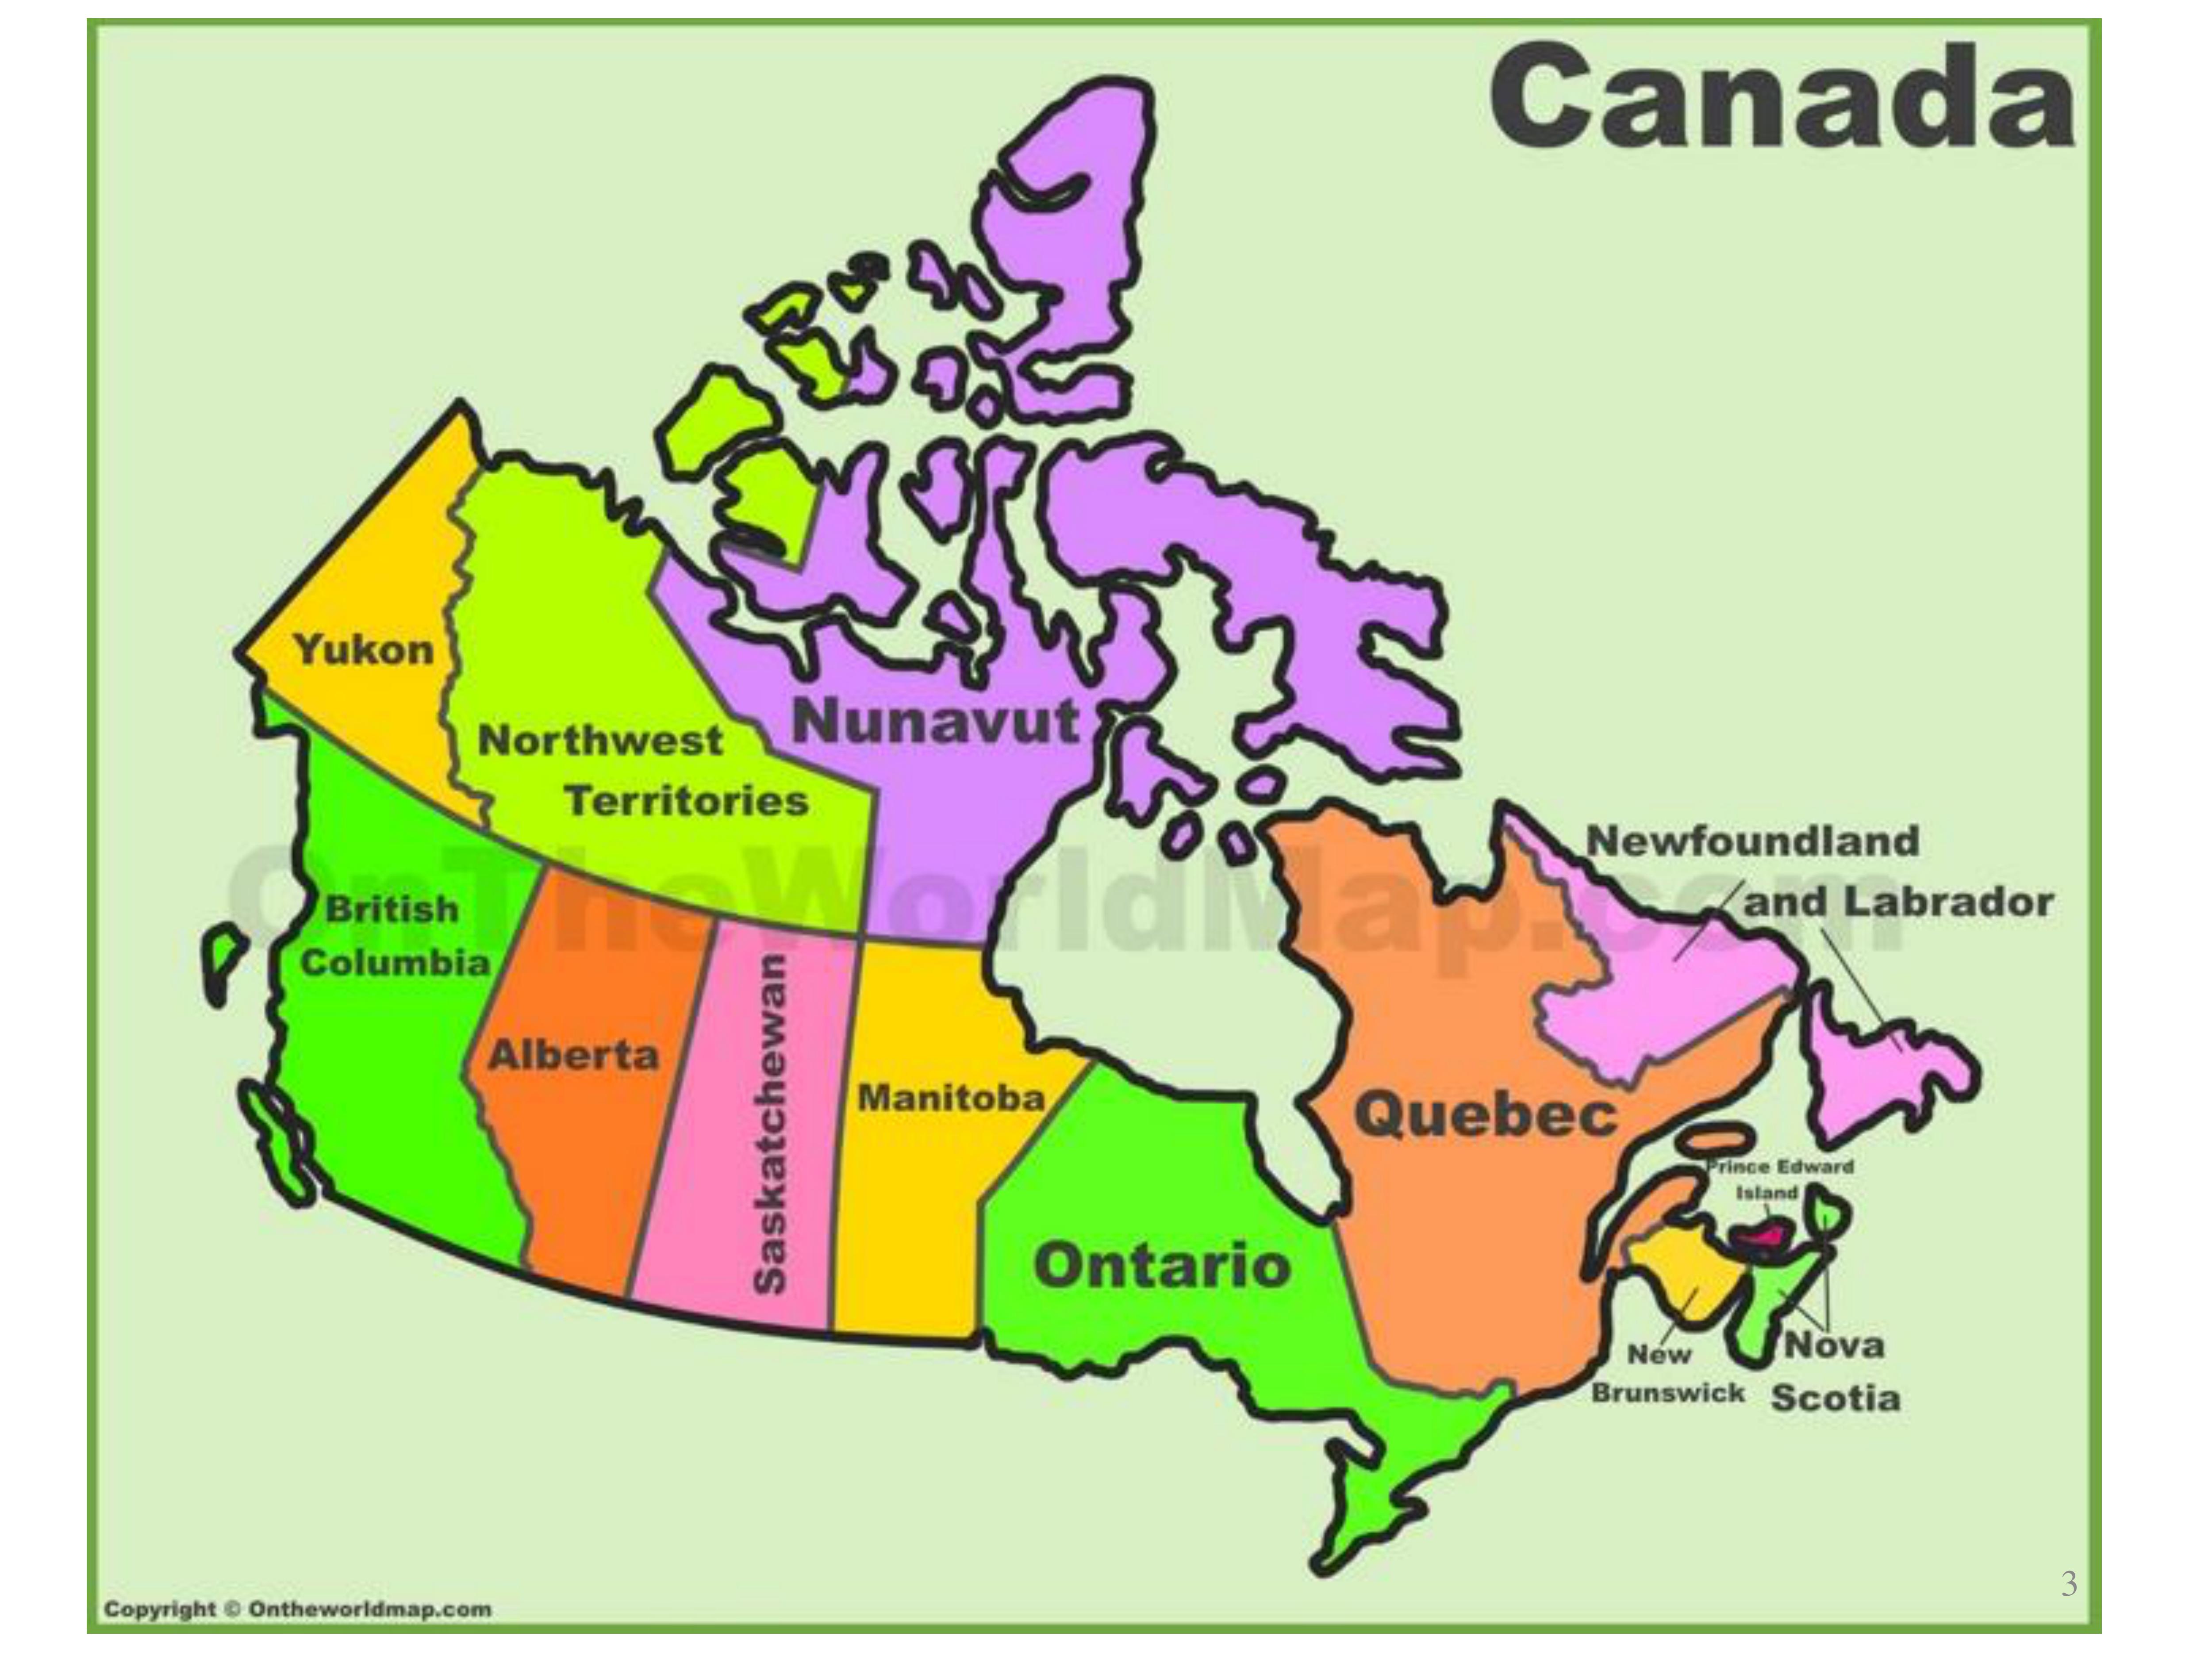 Canada
Yukon
Northwest
Territories
Nunavut
British
Columbia
Alberta
Saskatchewan
Manitoba
Ontario
Quebec
Newfoundland
and Labrador
Prince Edward
Island
New
Brunswick
Nova
Scotia
OnTheWorldMap.com
Copyright © Ontheworldmap.com
3